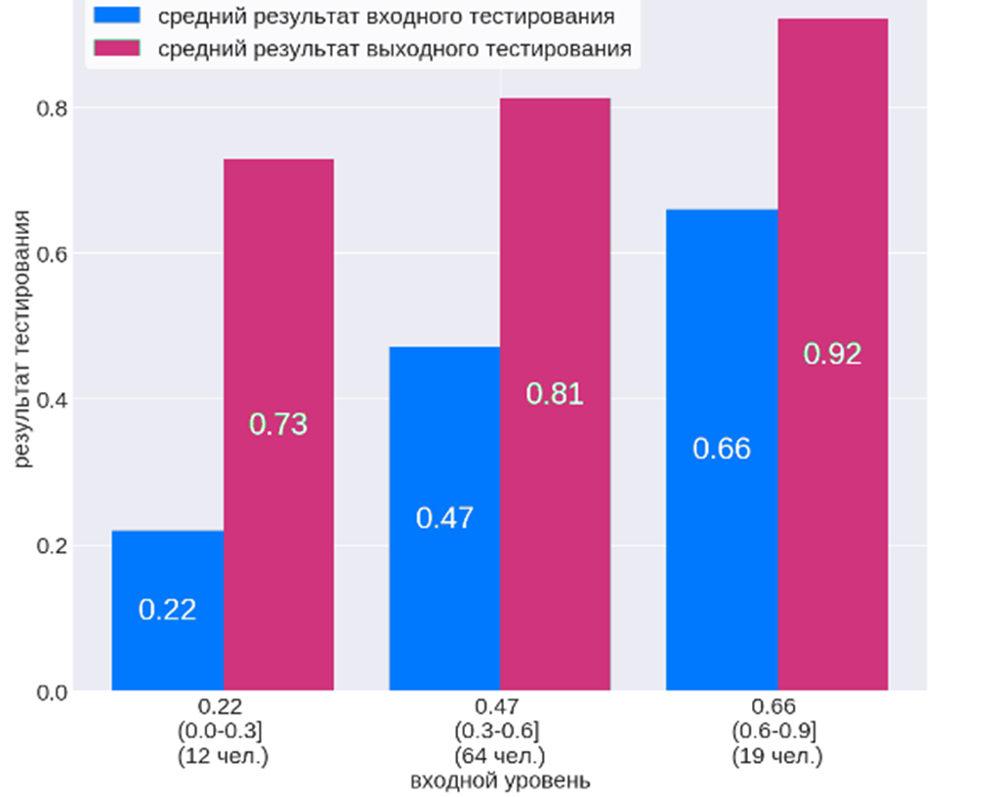 средний результат входного тестирования
средний результат выходного тестирования
результат тестирования
0.8
0.6
0.4
0.2
0.0
0.22
0.73
0.47
0.81
0.66
0.92
0.22
(0.0-0.3]
(12 чел.)
0.47
(0.3-0.6]
(64 чел.)
0.66
(0.6-0.9]
(19 чел.)
входной уровень